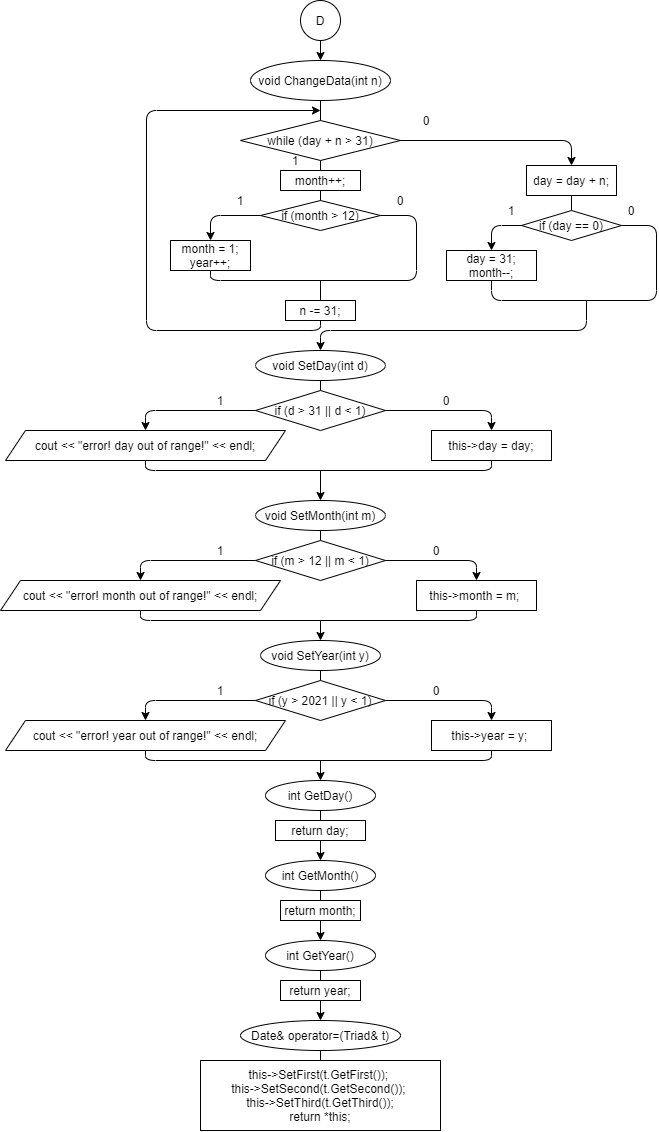 D
void ChangeData(int n)
while (day + n > 31)
0
1
month++;
day = day + n;
1
if (month > 12)
0
1
if (day == 0)
0
month = 1;
year++;
day = 31;
month--;
n -= 31;
void SetDay(int d)
1
if (d > 31 || d < 1)
0
cout << "error! day out of range!" << endl;
this->day = day;
void SetMonth(int m)
1
if (m > 12 || m < 1)
0
cout << "error! month out of range!" << endl;
this->month = m;
void SetYear(int y)
1
if (y > 2021 || y < 1)
0
cout << "error! year out of range!" << endl;
this->year = y;
int GetDay()
return day;
int GetMonth()
return month;
int GetYear()
return year;
Date& operator=(Triad& t)
this->SetFirst(t.GetFirst());
this->SetSecond(t.GetSecond());
this->SetThird(t.GetThird());
return *this;